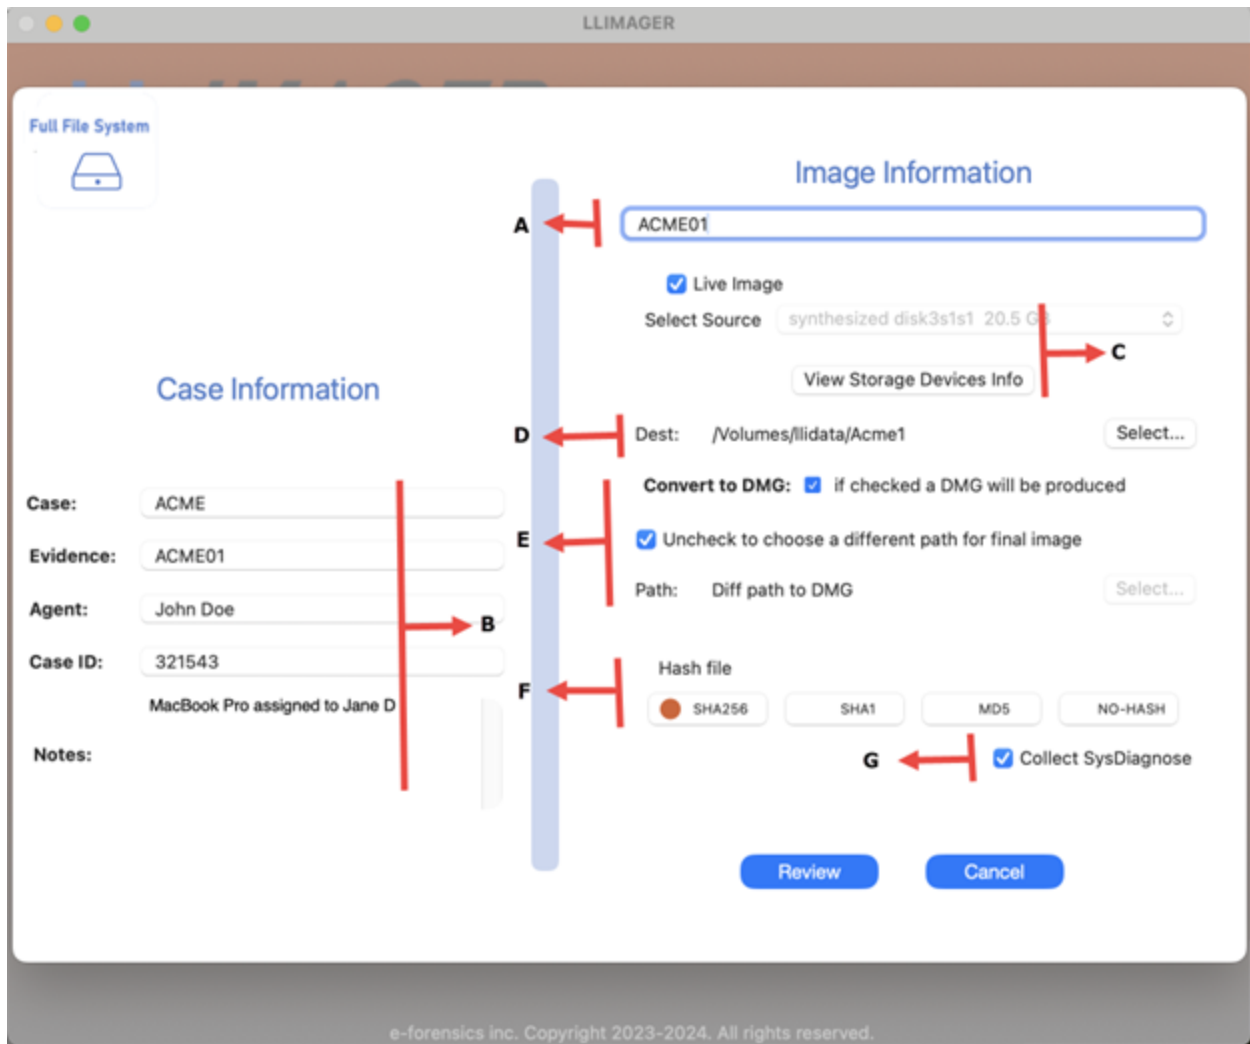 LLIMAGER
Full File System
Image Information
A
ACME01
Live Image
Select Source synthesized disk3s1s1 20.5 GB
C
View Storage Devices Info
Case Information
D
Dest: /Volumes/llidata/Acme1 Select...
Convert to DMG: if checked a DMG will be produced
E
Uncheck to choose a different path for final image
Path: Diff path to DMG Select...
Case: ACME
Evidence: ACME01
Agent: John Doe
B
Case ID: 321543
MacBook Pro assigned to Jane D
Notes:
Hash file
F
SHA256 SHA1 MD5 NO-HASH
G
Collect SysDiagnose
Review Cancel
e-forensics inc. Copyright 2023-2024. All rights reserved.